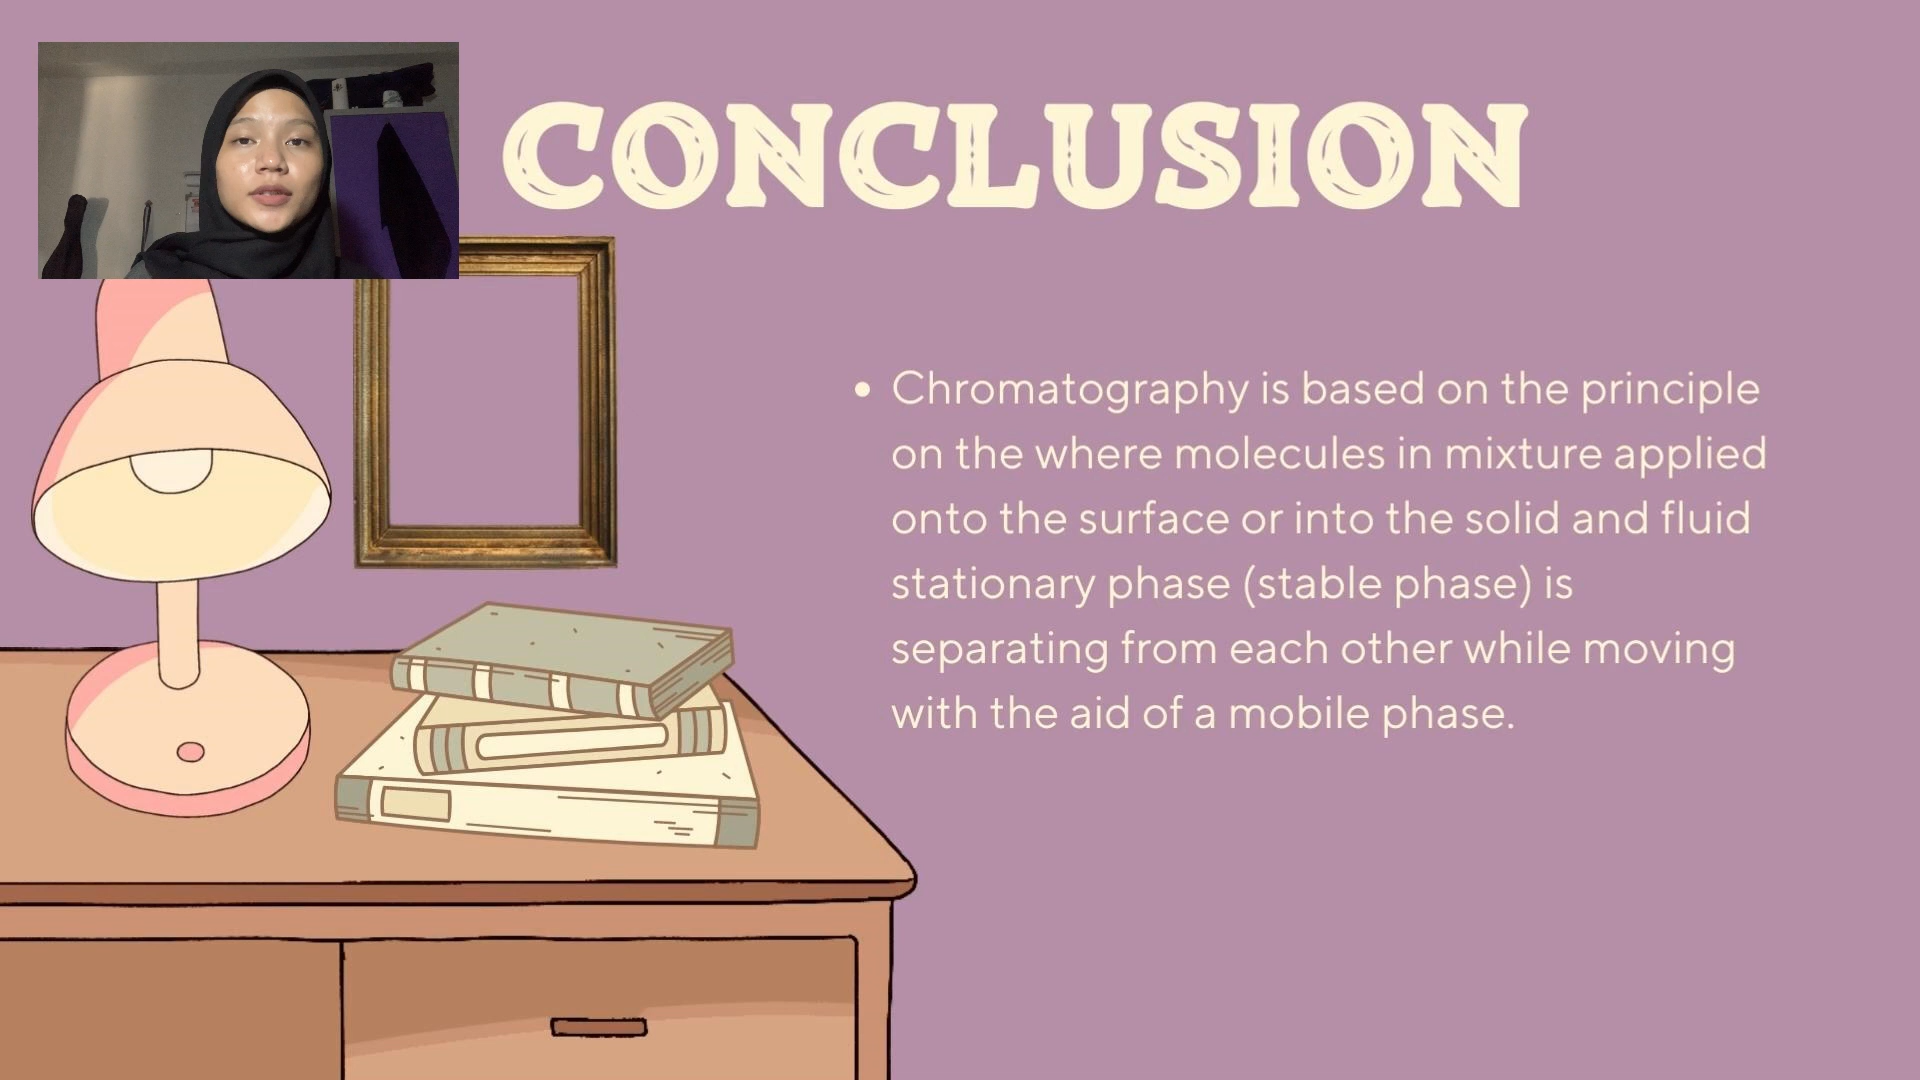 CONCLUSION
Chromatography is based on the principle
on the where molecules in mixture applied
onto the surface or into the solid and fluid
stationary phase (stable phase) is
separating from each other while moving
with the aid of a mobile phase.